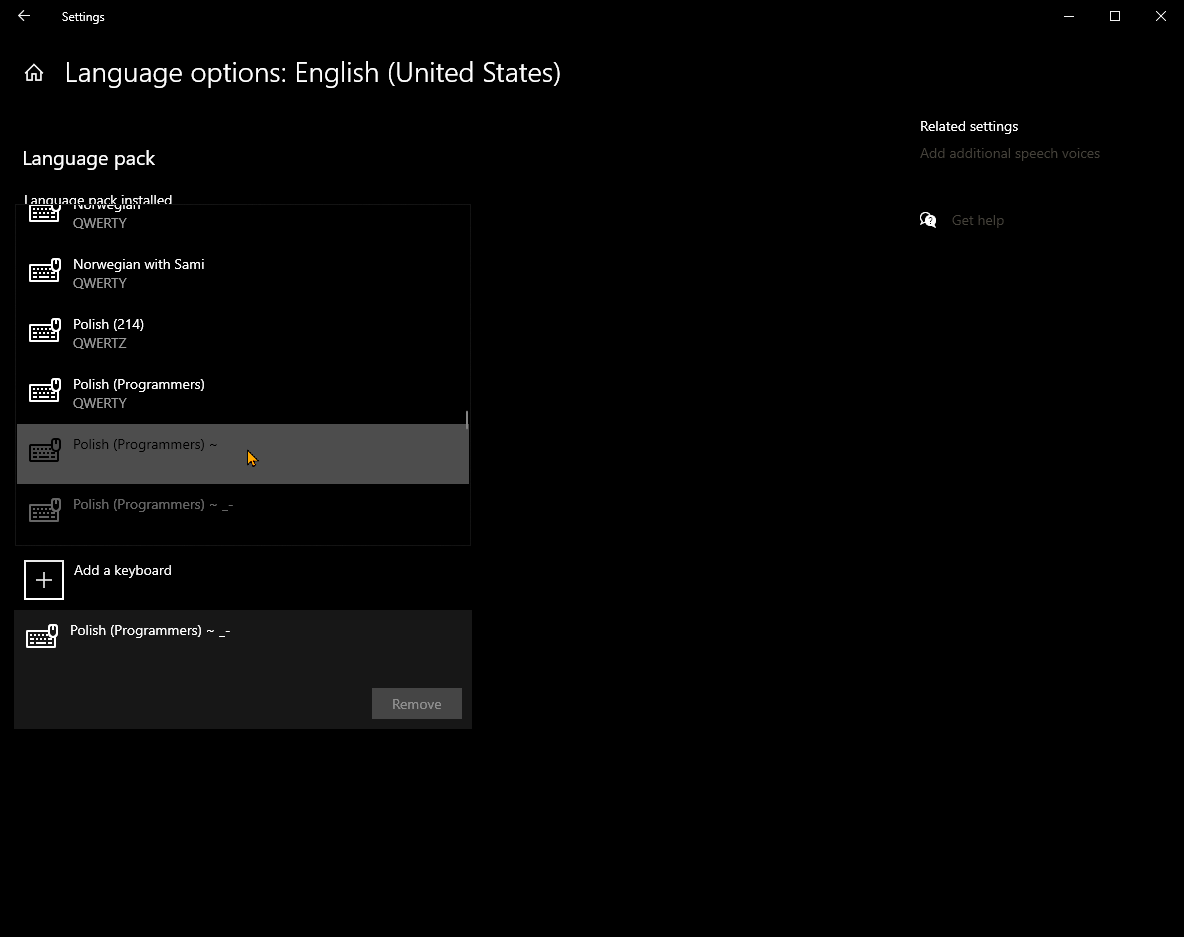 Settings
Language options: English (United States)
Related settings
Add additional speech voices
Get help
Language pack
Language pack installed
Norwegian
QWERTY
Norwegian with Sami
QWERTY
Polish (214)
QWERTZ
Polish (Programmers)
QWERTY
Polish (Programmers) ~
Polish (Programmers) ~ _-
Add a keyboard
Polish (Programmers) ~ _-
Remove